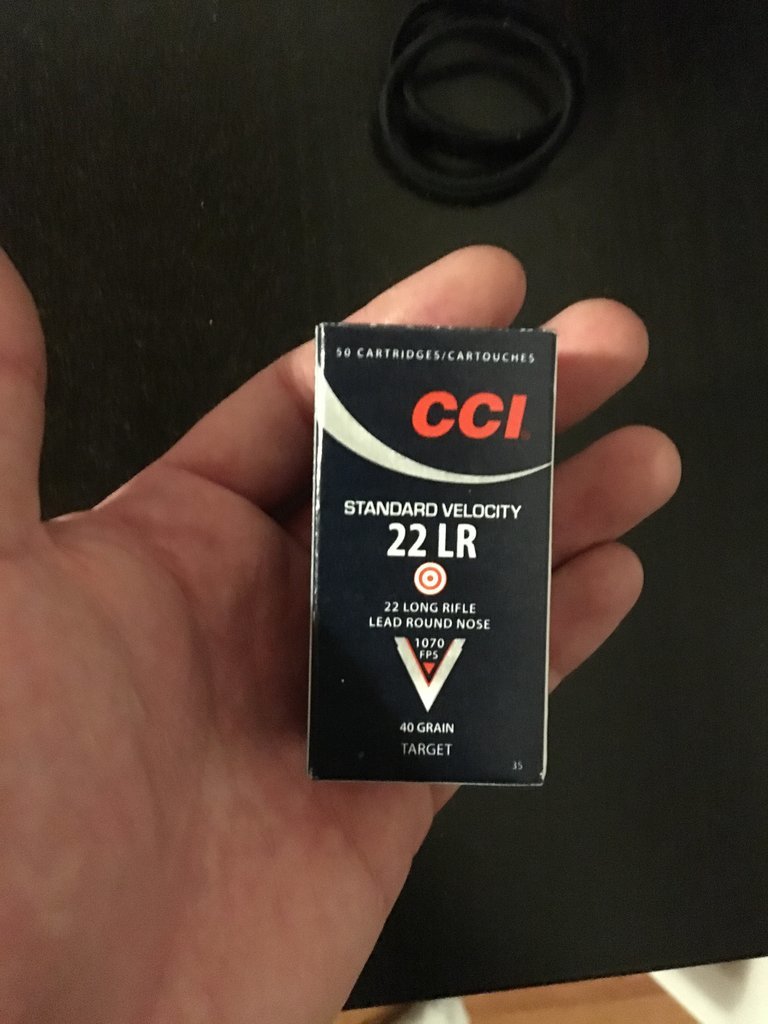 50 CARTRIDGES/CARTOUCHES
CCI
STANDARD VELOCITY
22 LR
22 LONG RIFLE
LEAD ROUND NOSE
1070
FPS
40 GRAIN
TARGET
35